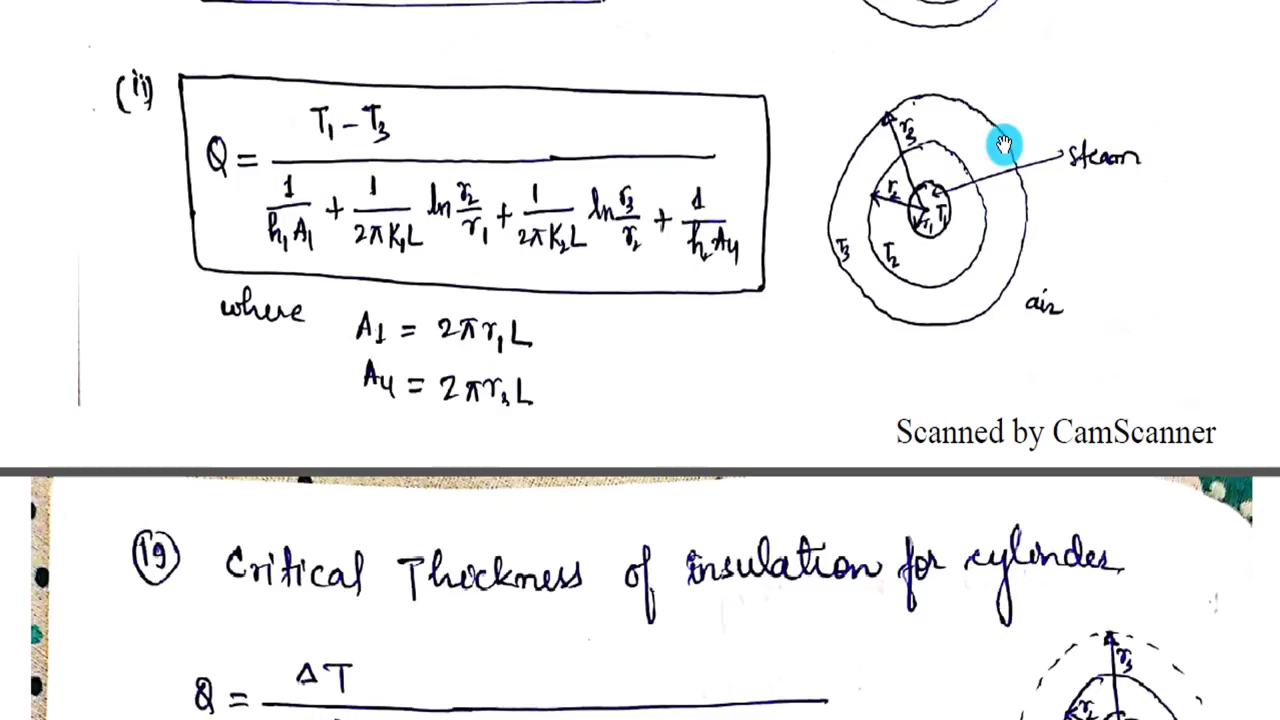 (ii)
Q = T₁ - T₃ / (1/(h₁A₁) + 1/(2πK₁L) ln r₂/r₁ + 1/(2πK₂L) ln r₃/r₂ + 1/(h₂A₄))
where
A₁ = 2πr₁L
A₄ = 2πr₃L
r₃
r₂
r₁
T₁
T₂
T₃
steam
air
Scanned by CamScanner
(19) Critical Thickness of insulation for cylinder
Q = ΔT
r₃
r₂